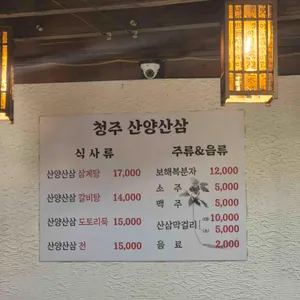 청주 산양산삼
식 사 류
산양산삼 삼계탕 17,000
산양산삼 갈비탕 14,000
산양산삼 도토리묵 15,000
산양산삼 전 15,000
주류&음류
보해복분자 12,000
소 주 5,000
맥 주 5,000
산삼막걸리 10,000
5,000
음 료 2,000